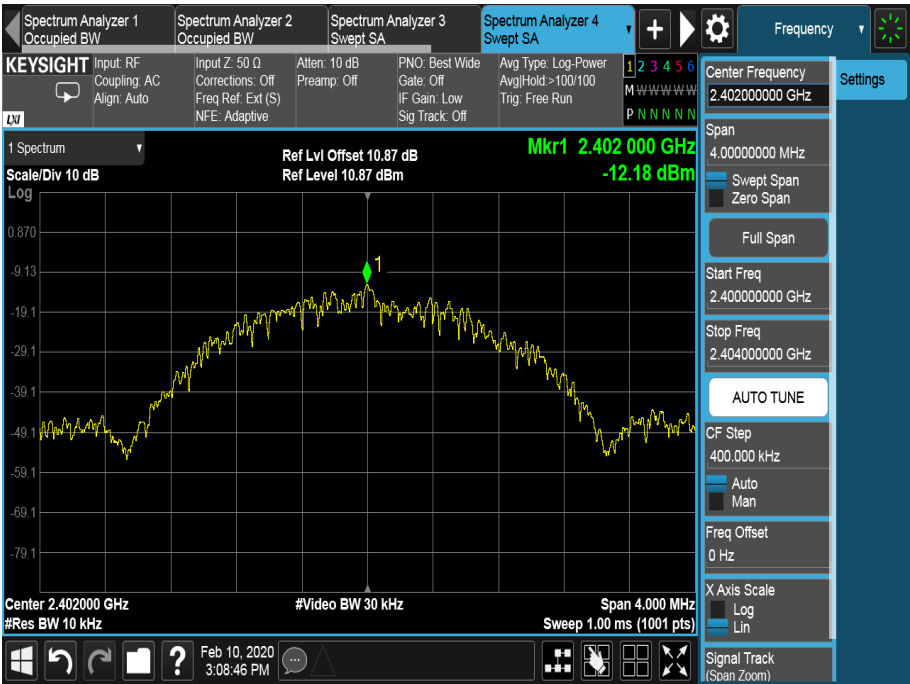 Spectrum Analyzer 1
Occupied BW
Spectrum Analyzer 2
Occupied BW
Spectrum Analyzer 3
Swept SA
Spectrum Analyzer 4
Swept SA
+
Frequency
KEYSIGHT
LXI
Input: RF
Coupling: AC
Align: Auto
Input Z: 50 Ω
Corrections: Off
Freq Ref: Ext (S)
NFE: Adaptive
Atten: 10 dB
Preamp: Off
PNO: Best Wide
Gate: Off
IF Gain: Low
Sig Track: Off
Avg Type: Log-Power
Avg|Hold:>100/100
Trig: Free Run
1 2 3 4 5 6
M W W W W W
P N N N N N
Center Frequency
2.402000000 GHz
Settings
Span
4.00000000 MHz
Swept Span
Zero Span
Full Span
Start Freq
2.400000000 GHz
Stop Freq
2.404000000 GHz
AUTO TUNE
CF Step
400.000 kHz
Auto
Man
Freq Offset
0 Hz
X Axis Scale
Log
Lin
Signal Track
(Span Zoom)
1 Spectrum
Scale/Div 10 dB
Ref Lvl Offset 10.87 dB
Ref Level 10.87 dBm
Mkr1 2.402 000 GHz
-12.18 dBm
Log
0.870
-9.13
-19.1
-29.1
-39.1
-49.1
-59.1
-69.1
-79.1
1
Center 2.402000 GHz
#Res BW 10 kHz
#Video BW 30 kHz
Span 4.000 MHz
Sweep 1.00 ms (1001 pts)
?
Feb 10, 2020
3:08:46 PM